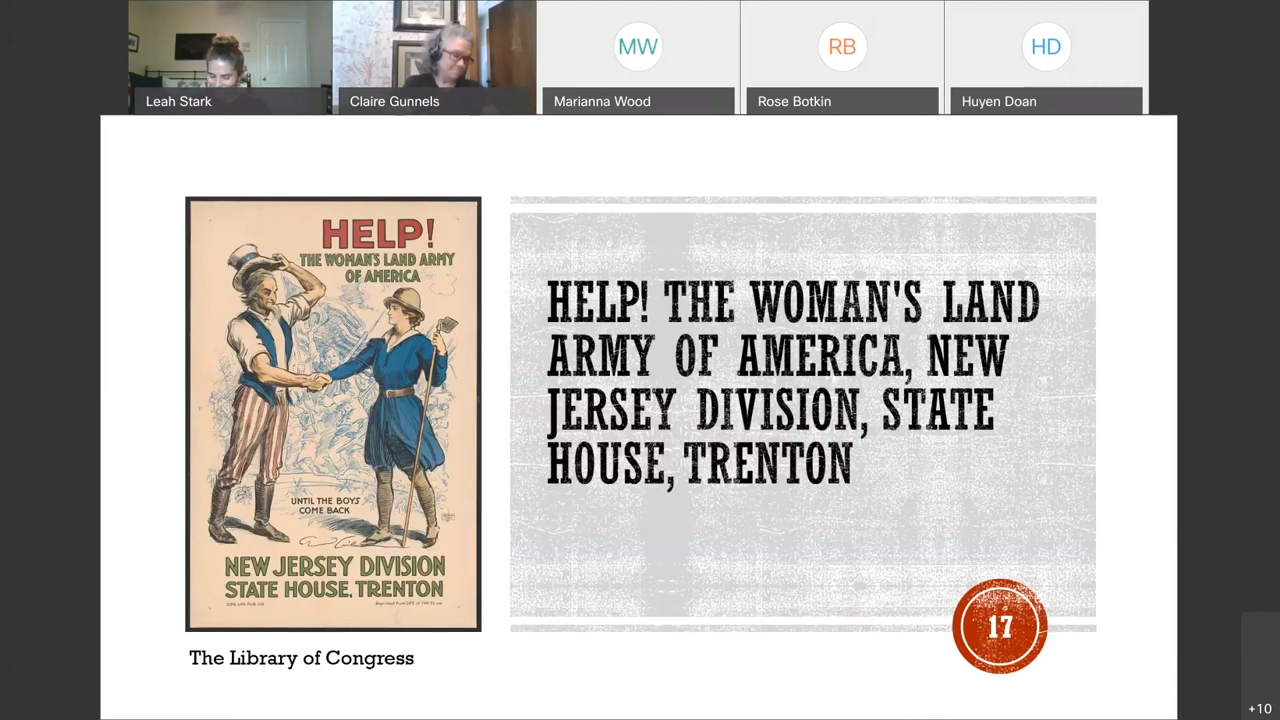 MW
RB
HD
Leah Stark
Claire Gunnels
Marianna Wood
Rose Botkin
Huyen Doan
HELP!
THE WOMAN'S LAND ARMY
OF AMERICA
UNTIL THE BOYS
COME BACK
NEW JERSEY DIVISION
STATE HOUSE, TRENTON
HELP! THE WOMAN'S LAND
ARMY OF AMERICA, NEW
JERSEY DIVISION, STATE
HOUSE, TRENTON
17
The Library of Congress
+10